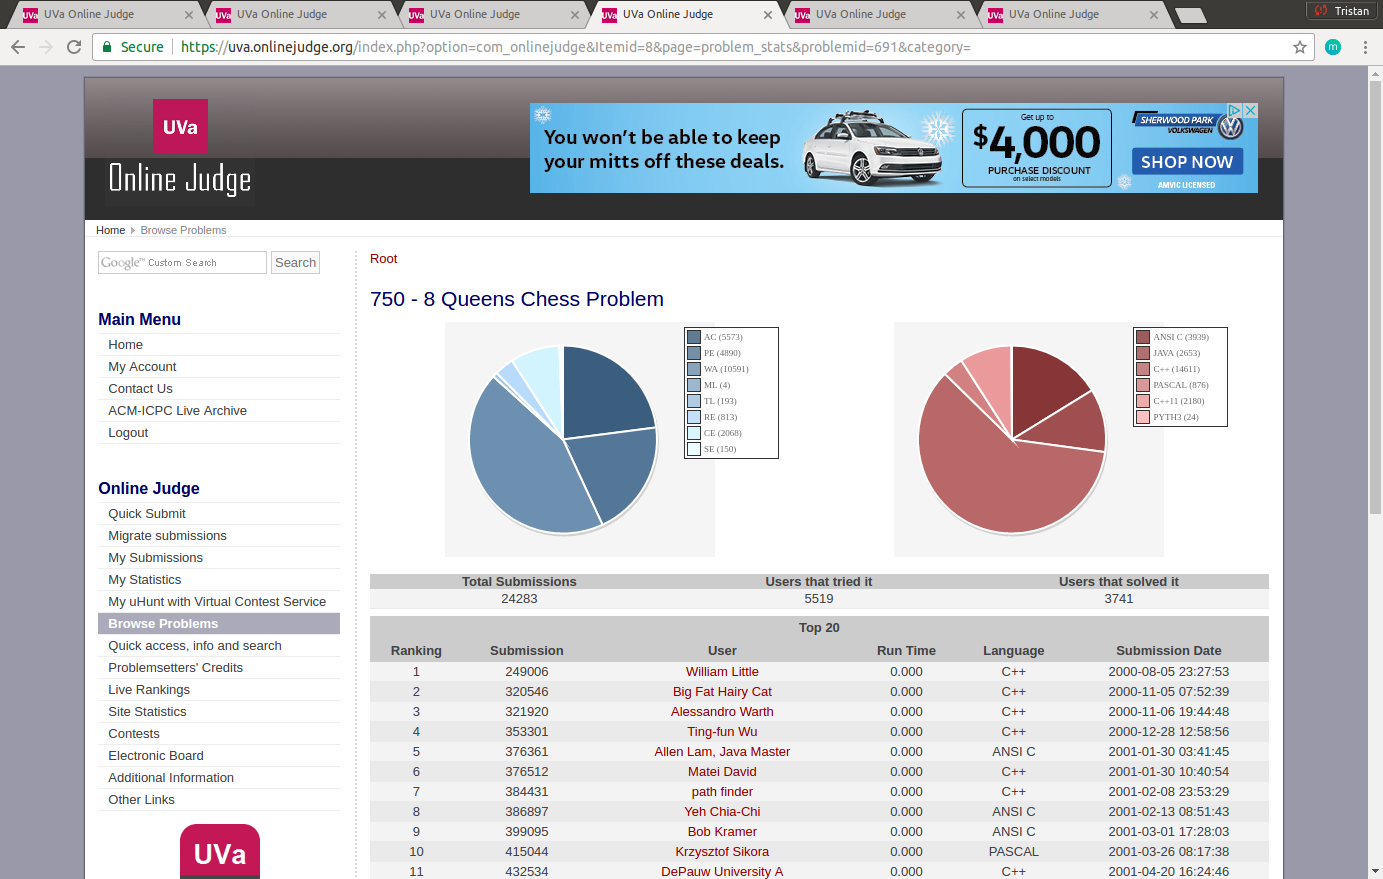 UVa Online Judge
UVa Online Judge
UVa Online Judge
UVa Online Judge
UVa Online Judge
UVa Online Judge
Tristan
Secure https://uva.onlinejudge.org/index.php?option=com_onlinejudge&Itemid=8&page=problem_stats&problemid=691&category=
m
UVa
Online Judge
You won't be able to keep
your mitts off these deals.
Get up to
$4,000
PURCHASE DISCOUNT
on select models
SHERWOOD PARK
VOLKSWAGEN
SHOP NOW
AMVIC LICENSED
Home Browse Problems
Google™ Custom Search Search
Main Menu
Home
My Account
Contact Us
ACM-ICPC Live Archive
Logout
Online Judge
Quick Submit
Migrate submissions
My Submissions
My Statistics
My uHunt with Virtual Contest Service
Browse Problems
Quick access, info and search
Problemsetters' Credits
Live Rankings
Site Statistics
Contests
Electronic Board
Additional Information
Other Links
UVa
Root
750 - 8 Queens Chess Problem
AC (5573)
PE (4890)
WA (10591)
ML (4)
TL (193)
RE (813)
CE (2068)
SE (150)
ANSI C (3939)
JAVA (2653)
C++ (14611)
PASCAL (876)
C++11 (2180)
PYTH3 (24)
Total Submissions Users that tried it Users that solved it
24283 5519 3741
Top 20
Ranking Submission User Run Time Language Submission Date
1 249006 William Little 0.000 C++ 2000-08-05 23:27:53
2 320546 Big Fat Hairy Cat 0.000 C++ 2000-11-05 07:52:39
3 321920 Alessandro Warth 0.000 C++ 2000-11-06 19:44:48
4 353301 Ting-fun Wu 0.000 C++ 2000-12-28 12:58:56
5 376361 Allen Lam, Java Master 0.000 ANSI C 2001-01-30 03:41:45
6 376512 Matei David 0.000 C++ 2001-01-30 10:40:54
7 384431 path finder 0.000 C++ 2001-02-08 23:53:29
8 386897 Yeh Chia-Chi 0.000 ANSI C 2001-02-13 08:51:43
9 399095 Bob Kramer 0.000 ANSI C 2001-03-01 17:28:03
10 415044 Krzysztof Sikora 0.000 PASCAL 2001-03-26 08:17:38
11 432534 DePauw University A 0.000 C++ 2001-04-20 16:24:46